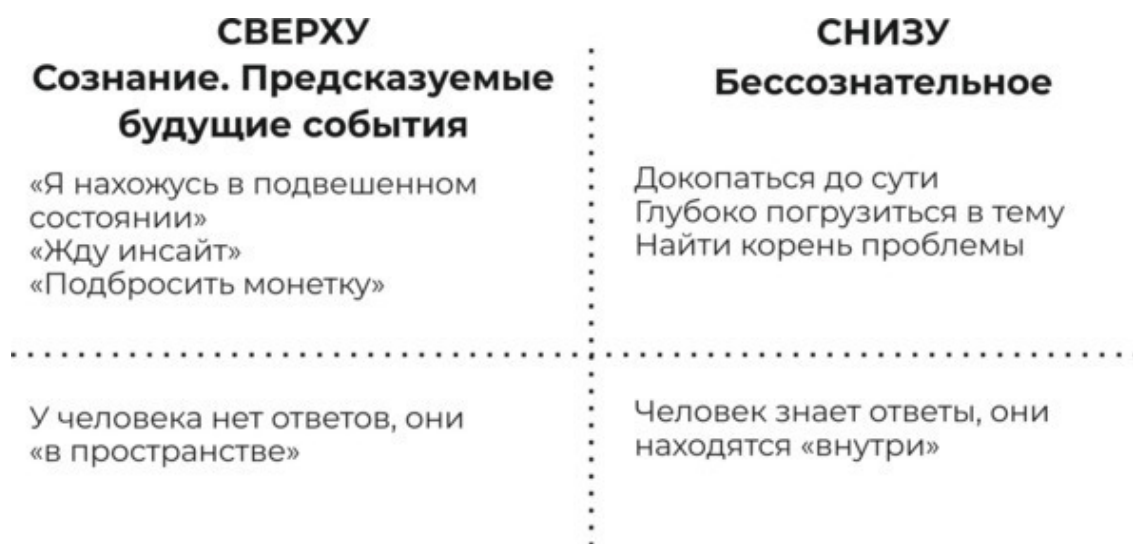 СВЕРХУ
Сознание. Предсказуемые
будущие события
«Я нахожусь в подвешенном
состоянии»
«Жду инсайт»
«Подбросить монетку»
СНИЗУ
Бессознательное
Докопаться до сути
Глубоко погрузиться в тему
Найти корень проблемы
У человека нет ответов, они
«в пространстве»
Человек знает ответы, они
находятся «внутри»